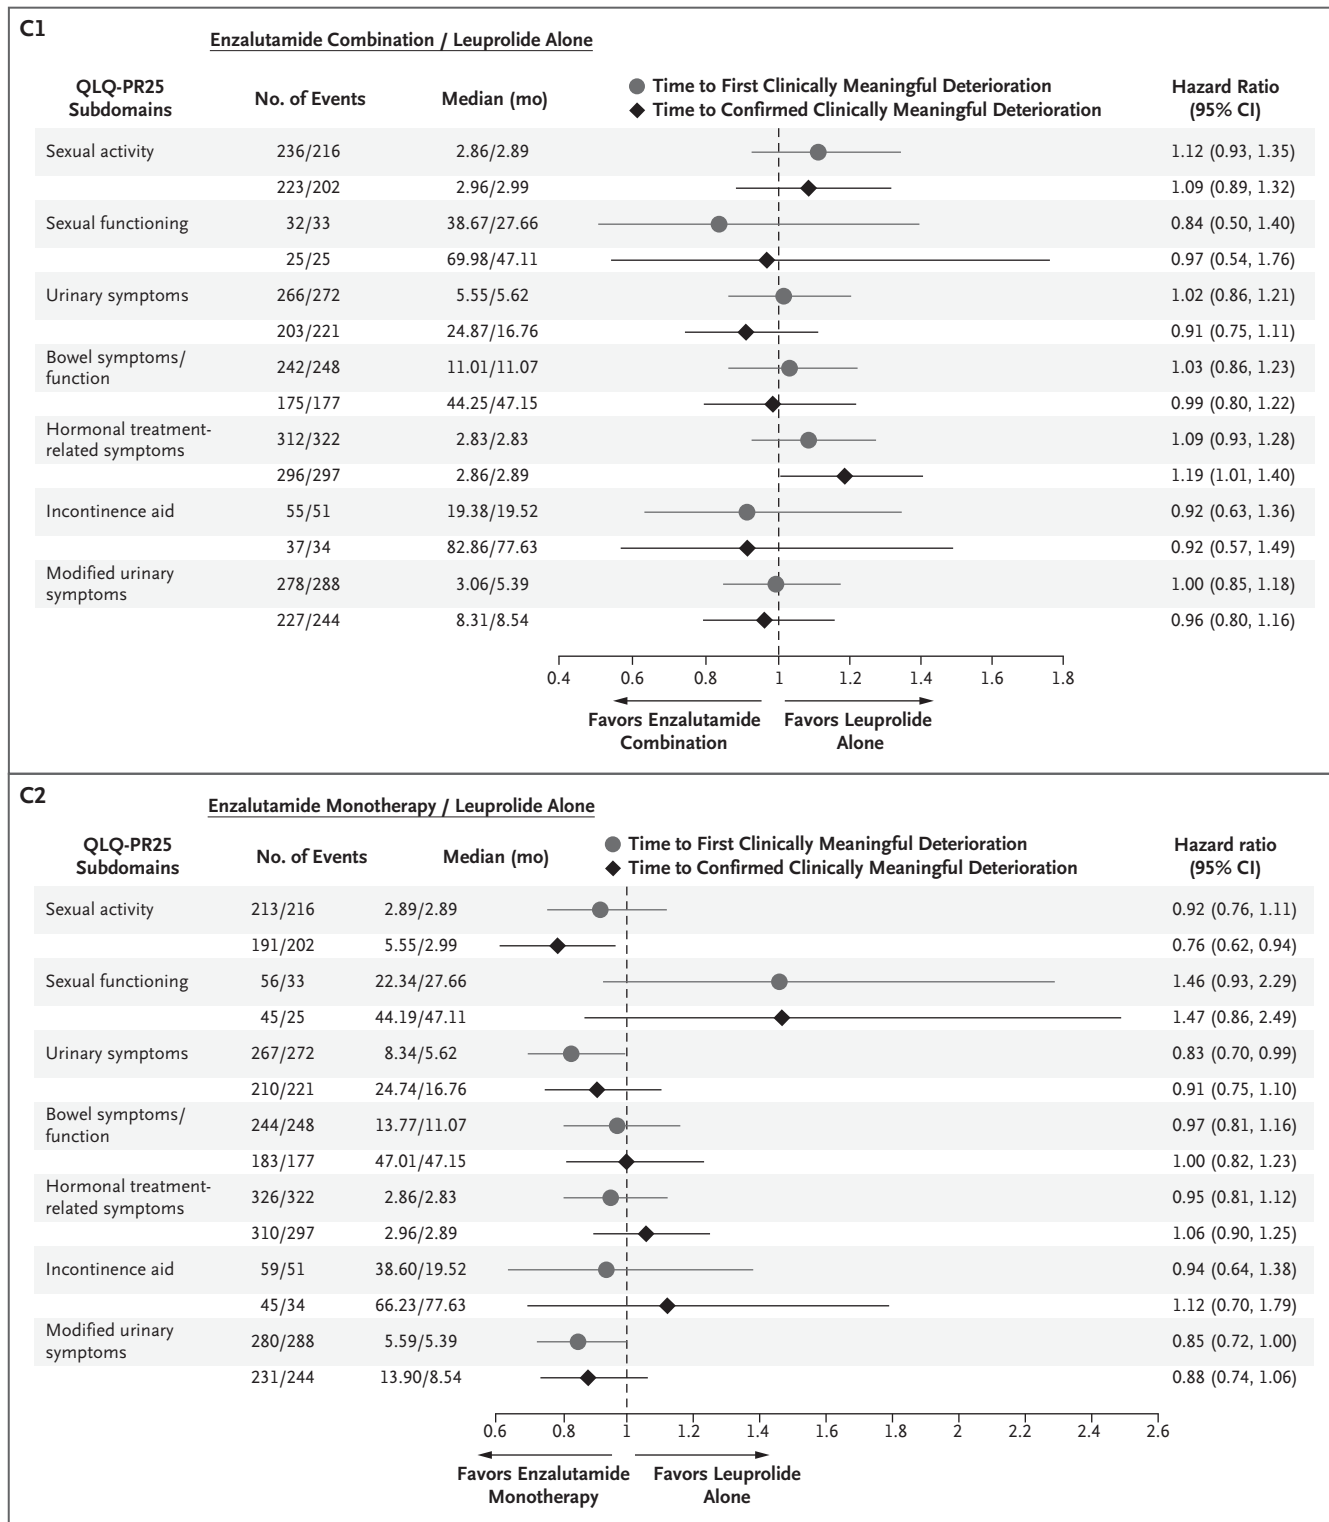 C1
Enzalutamide Combination / Leuprolide Alone
QLQ-PR25 Subdomains No. of Events Median (mo) Time to First Clinically Meaningful Deterioration Time to Confirmed Clinically Meaningful Deterioration Hazard Ratio (95% CI)
Sexual activity 236/216 2.86/2.89 1.12 (0.93, 1.35)
223/202 2.96/2.99 1.09 (0.89, 1.32)
Sexual functioning 32/33 38.67/27.66 0.84 (0.50, 1.40)
25/25 69.98/47.11 0.97 (0.54, 1.76)
Urinary symptoms 266/272 5.55/5.62 1.02 (0.86, 1.21)
203/221 24.87/16.76 0.91 (0.75, 1.11)
Bowel symptoms/ function 242/248 11.01/11.07 1.03 (0.86, 1.23)
175/177 44.25/47.15 0.99 (0.80, 1.22)
Hormonal treatment- related symptoms 312/322 2.83/2.83 1.09 (0.93, 1.28)
296/297 2.86/2.89 1.19 (1.01, 1.40)
Incontinence aid 55/51 19.38/19.52 0.92 (0.63, 1.36)
37/34 82.86/77.63 0.92 (0.57, 1.49)
Modified urinary symptoms 278/288 3.06/5.39 1.00 (0.85, 1.18)
227/244 8.31/8.54 0.96 (0.80, 1.16)
0.4 0.6 0.8 1 1.2 1.4 1.6 1.8
Favors Enzalutamide Combination Favors Leuprolide Alone
C2
Enzalutamide Monotherapy / Leuprolide Alone
QLQ-PR25 Subdomains No. of Events Median (mo) Time to First Clinically Meaningful Deterioration Time to Confirmed Clinically Meaningful Deterioration Hazard ratio (95% CI)
Sexual activity 213/216 2.89/2.89 0.92 (0.76, 1.11)
191/202 5.55/2.99 0.76 (0.62, 0.94)
Sexual functioning 56/33 22.34/27.66 1.46 (0.93, 2.29)
45/25 44.19/47.11 1.47 (0.86, 2.49)
Urinary symptoms 267/272 8.34/5.62 0.83 (0.70, 0.99)
210/221 24.74/16.76 0.91 (0.75, 1.10)
Bowel symptoms/ function 244/248 13.77/11.07 0.97 (0.81, 1.16)
183/177 47.01/47.15 1.00 (0.82, 1.23)
Hormonal treatment- related symptoms 326/322 2.86/2.83 0.95 (0.81, 1.12)
310/297 2.96/2.89 1.06 (0.90, 1.25)
Incontinence aid 59/51 38.60/19.52 0.94 (0.64, 1.38)
45/34 66.23/77.63 1.12 (0.70, 1.79)
Modified urinary symptoms 280/288 5.59/5.39 0.85 (0.72, 1.00)
231/244 13.90/8.54 0.88 (0.74, 1.06)
0.6 0.8 1 1.2 1.4 1.6 1.8 2 2.2 2.4 2.6
Favors Enzalutamide Monotherapy Favors Leuprolide Alone